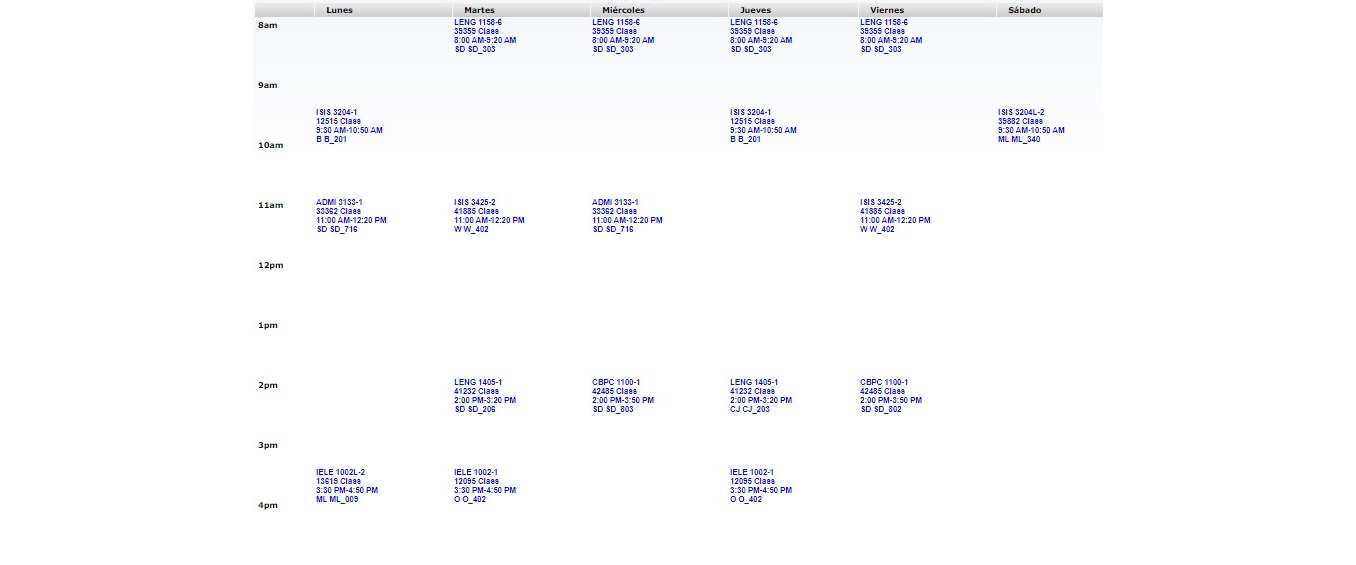 Lunes Martes Miércoles Jueves Viernes Sábado
8am
LENG 1158-6
39359 Class
8:00 AM-9:20 AM
SD SD_303
LENG 1158-6
39359 Class
8:00 AM-9:20 AM
SD SD_303
LENG 1158-6
39359 Class
8:00 AM-9:20 AM
SD SD_303
LENG 1158-6
39359 Class
8:00 AM-9:20 AM
SD SD_303
9am
ISIS 3204-1
12515 Class
9:30 AM-10:50 AM
B B_201
ISIS 3204-1
12515 Class
9:30 AM-10:50 AM
B B_201
ISIS 3204L-2
39882 Class
9:30 AM-10:50 AM
ML ML_340
10am
11am
ADMI 3133-1
33362 Class
11:00 AM-12:20 PM
SD SD_716
ISIS 3425-2
41885 Class
11:00 AM-12:20 PM
W W_402
ADMI 3133-1
33362 Class
11:00 AM-12:20 PM
SD SD_716
ISIS 3425-2
41885 Class
11:00 AM-12:20 PM
W W_402
12pm
1pm
2pm
LENG 1405-1
41232 Class
2:00 PM-3:20 PM
SD SD_206
CBPC 1100-1
42485 Class
2:00 PM-3:50 PM
SD SD_803
LENG 1405-1
41232 Class
2:00 PM-3:20 PM
CJ CJ_203
CBPC 1100-1
42485 Class
2:00 PM-3:50 PM
SD SD_802
3pm
IELE 1002L-2
13619 Class
3:30 PM-4:50 PM
ML ML_009
IELE 1002-1
12095 Class
3:30 PM-4:50 PM
O O_402
IELE 1002-1
12095 Class
3:30 PM-4:50 PM
O O_402
4pm